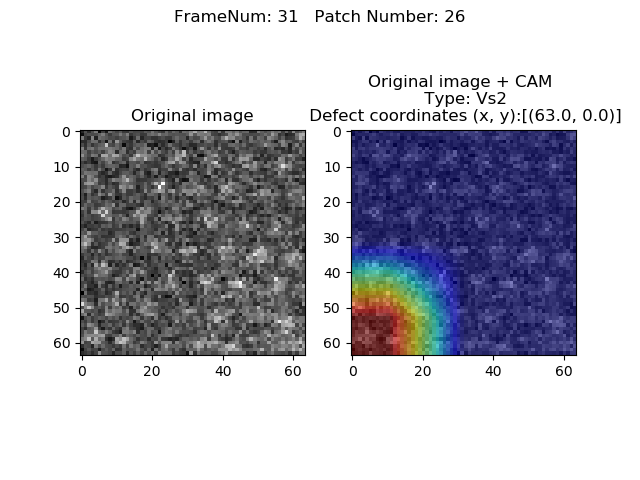 FrameNum: 31   Patch Number: 26
Original image
Original image + CAM
Type: Vs2
Defect coordinates (x, y):[(63.0, 0.0)]
0
10
20
30
40
50
60
0 20 40 60
0
10
20
30
40
50
60
0 20 40 60